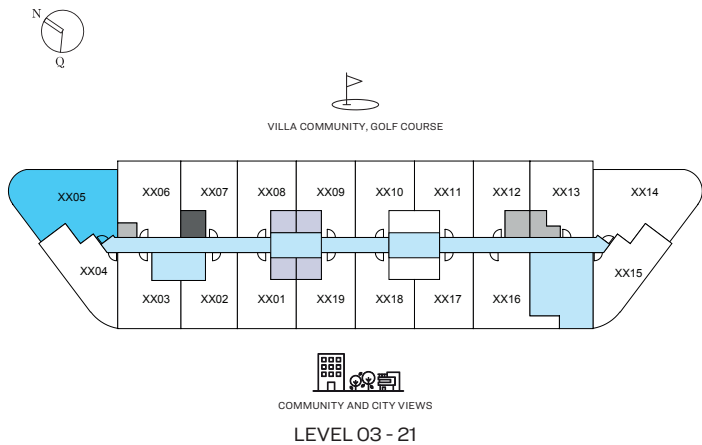 N
Q
VILLA COMMUNITY, GOLF COURSE
XX05
XX06
XX07
XX08
XX09
XX10
XX11
XX12
XX13
XX14
XX04
XX03
XX02
XX01
XX19
XX18
XX17
XX16
XX15
COMMUNITY AND CITY VIEWS
LEVEL 03 - 21